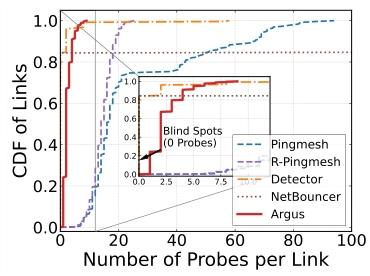 CDF of Links
1.0
0.8
0.6
0.4
0.2
0.0
1.0
0.8
0.6
0.4
0.2
0.0
Blind Spots
(0 Probes)
0.0 2.5 5.0 7.5
Pingmesh
R-Pingmesh
Detector
NetBouncer
Argus
0 20 40 60 80 100
Number of Probes per Link